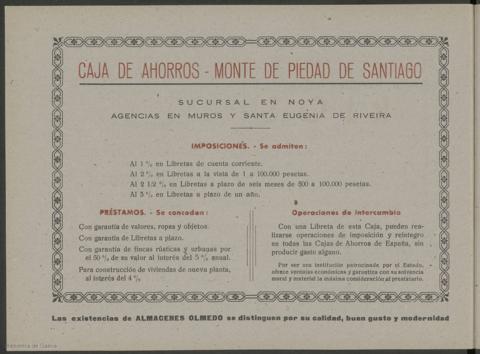 CAJA DE AHORROS - MONTE DE PIEDAD DE SANTIAGO
SUCURSAL EN NOYA
AGENCIAS EN MUROS Y SANTA EUGENIA DE RIVEIRA
IMPOSICIONES. - Se admiten:
Al 1 % en Libretas de cuenta corriente.
Al 2 % en Libretas a la vista de 1 a 100.000 pesetas.
Al 2 1/2 % en Libretas a plazo de seis meses de 500 a 100.000 pesetas.
Al 3 % en Libretas a plazo de un año.
PRÉSTAMOS. - Se conceden:
Con garantía de valores, ropas y objetos.
Con garantía de Libretas a plazo.
Con garantía de fincas rústicas y urbanas por
el 50 % de su valor al interés del 5 % anual.
Para construcción de viviendas de nueva planta,
al interés del 4 %
Operaciones de intercambio
Con una Libreta de esta Caja, pueden rea-
lizarse operaciones de imposición y reintegro
en todas las Cajas de Ahorros de España, sin
producir gasto alguno.
Por ser una institución patrocinada por el Estado,
ofrece ventajas económicas y garantiza con su solvencia
moral y material la máxima consideración al prestatario.
Las existencias de ALMACENES OLMEDO se distinguen por su calidad, buen gusto y modernidad